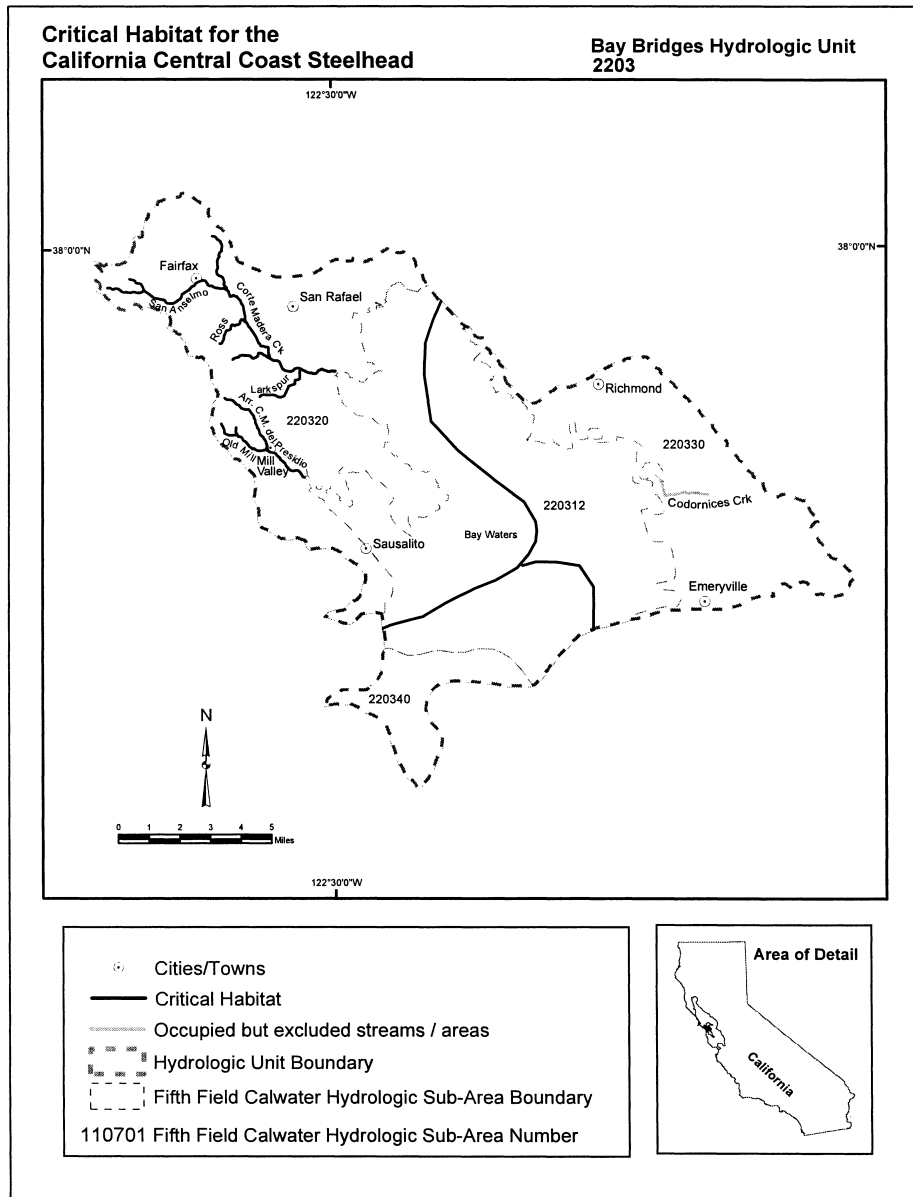 Critical Habitat for the
California Central Coast Steelhead
Bay Bridges Hydrologic Unit
2203
122°30'0"W
38°0'0"N
38°0'0"N
Fairfax
San Anselmo
Corte Madera Ck
San Rafael
Ross
Larkspur
Richmond
Arr. C.M. del Presidio
220320
220330
Old Mill
Mill
Valley
Codornices Crk
220312
Bay Waters
Sausalito
Emeryville
220340
N
0 1 2 3 4 5
Miles
122°30'0"W
Cities/Towns
Critical Habitat
Occupied but excluded streams / areas
Hydrologic Unit Boundary
Fifth Field Calwater Hydrologic Sub-Area Boundary
110701 Fifth Field Calwater Hydrologic Sub-Area Number
Area of Detail
California